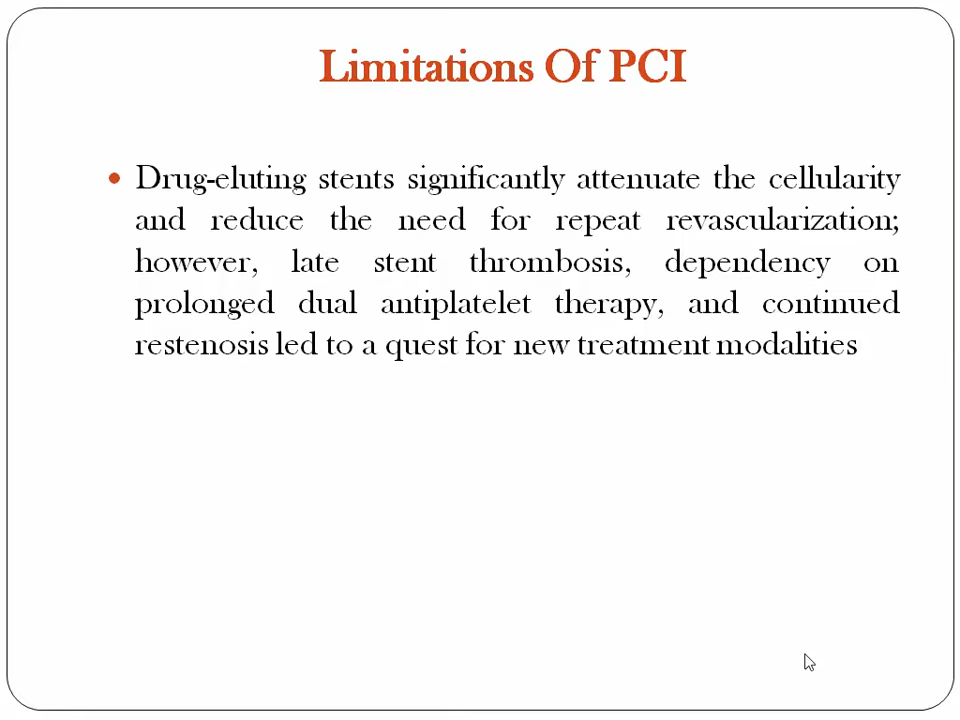 Limitations Of PCI
• Drug-eluting stents significantly attenuate the cellularity
and reduce the need for repeat revascularization;
however, late stent thrombosis, dependency on
prolonged dual antiplatelet therapy, and continued
restenosis led to a quest for new treatment modalities